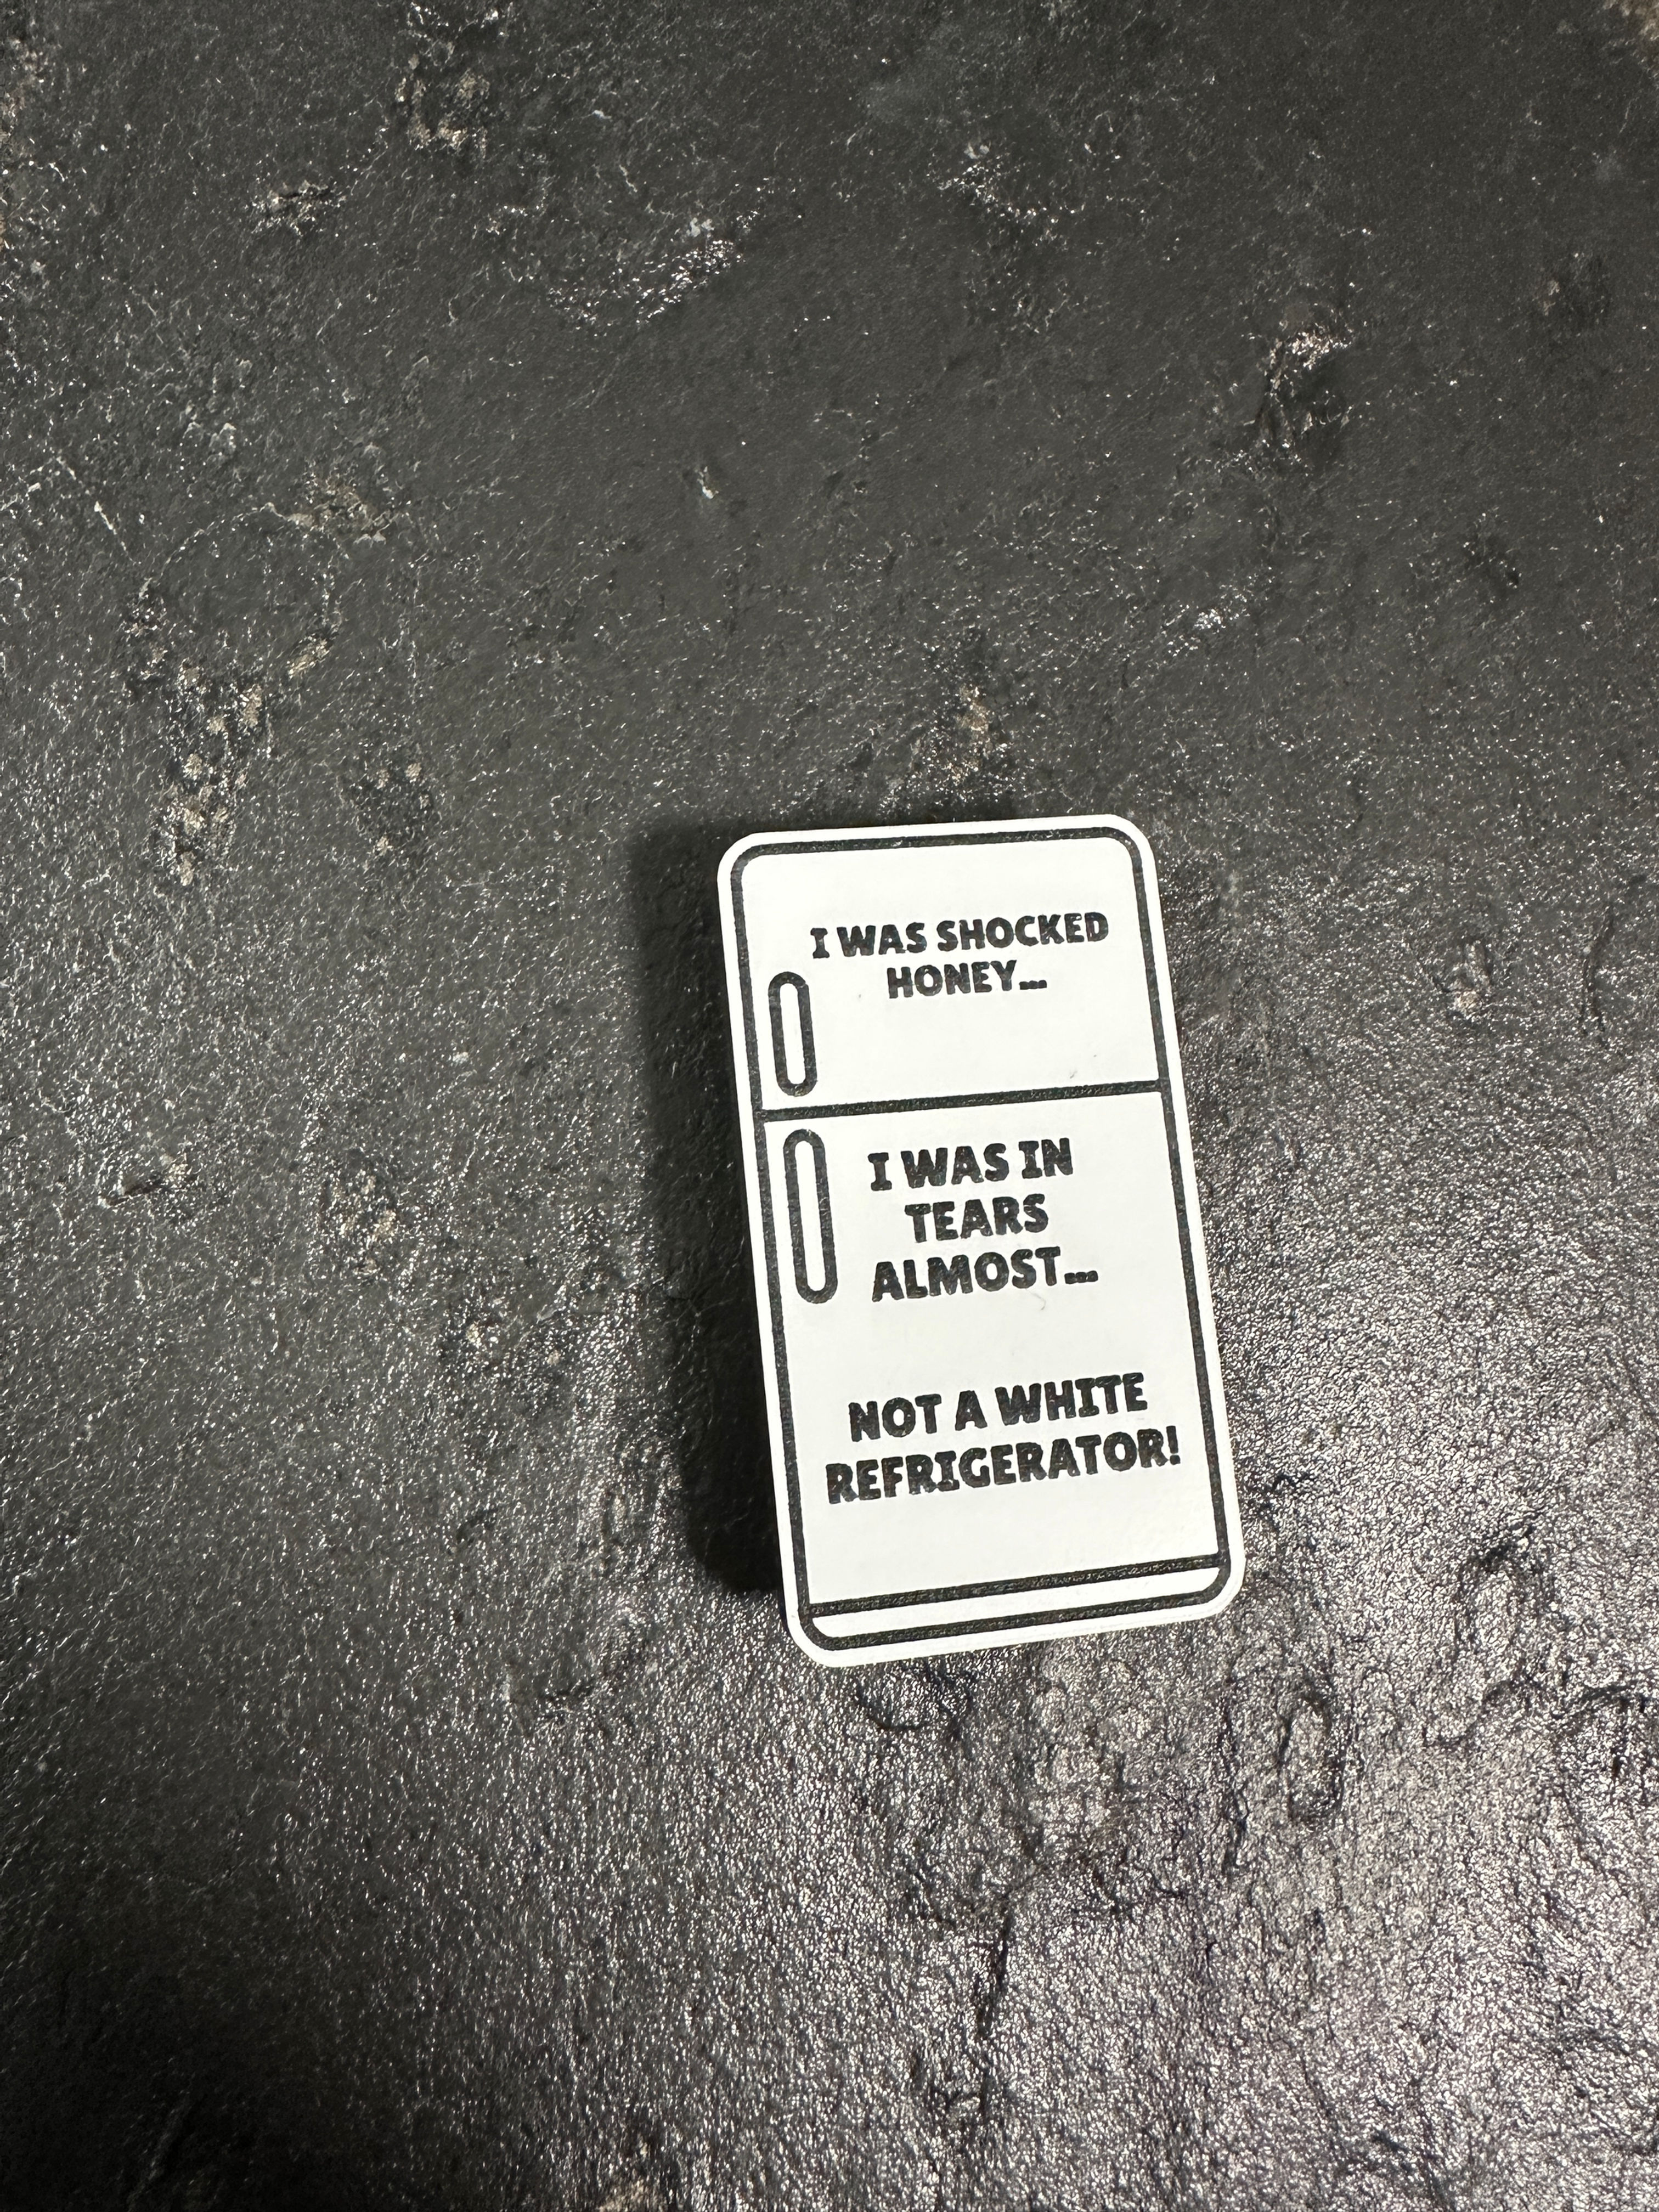 I WAS SHOCKED
HONEY...
I WAS IN
TEARS
ALMOST...
NOT A WHITE
REFRIGERATOR!